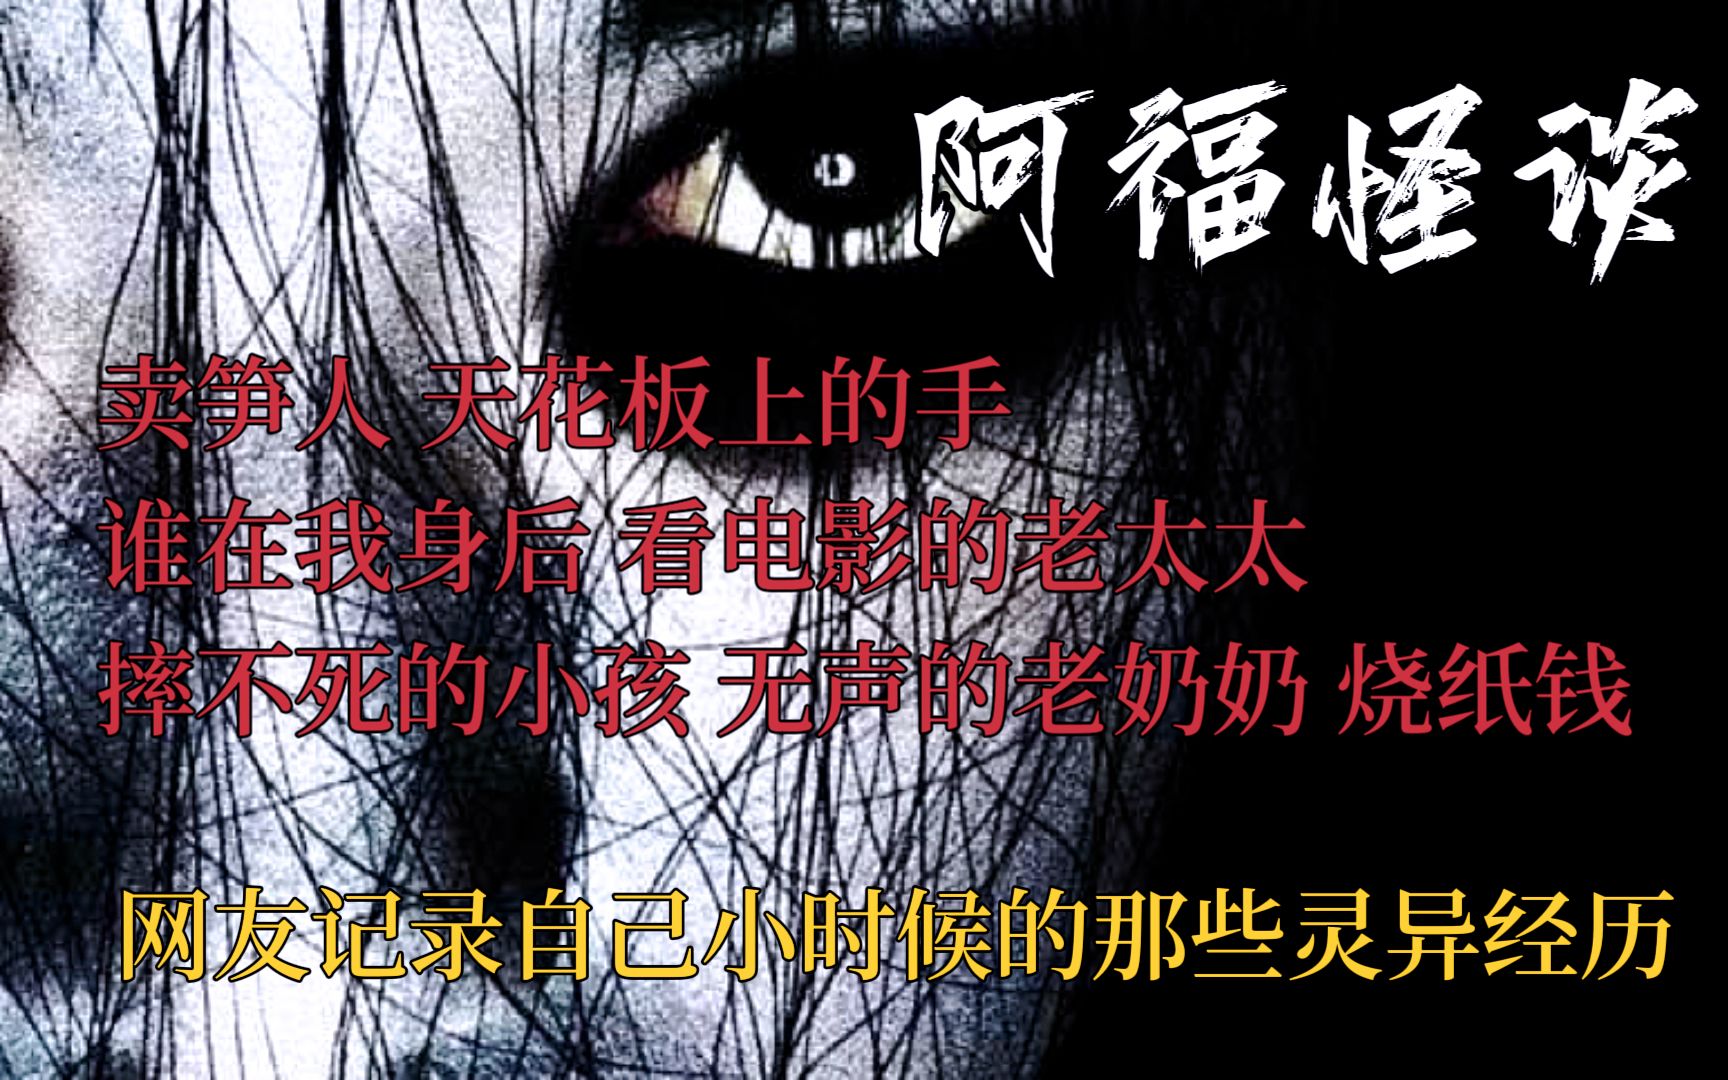 阿福怪谈
卖笋人 天花板上的手
谁在我身后 看电影的老太太
摔不死的小孩 无声的老奶奶 烧纸钱
网友记录自己小时候的那些灵异经历